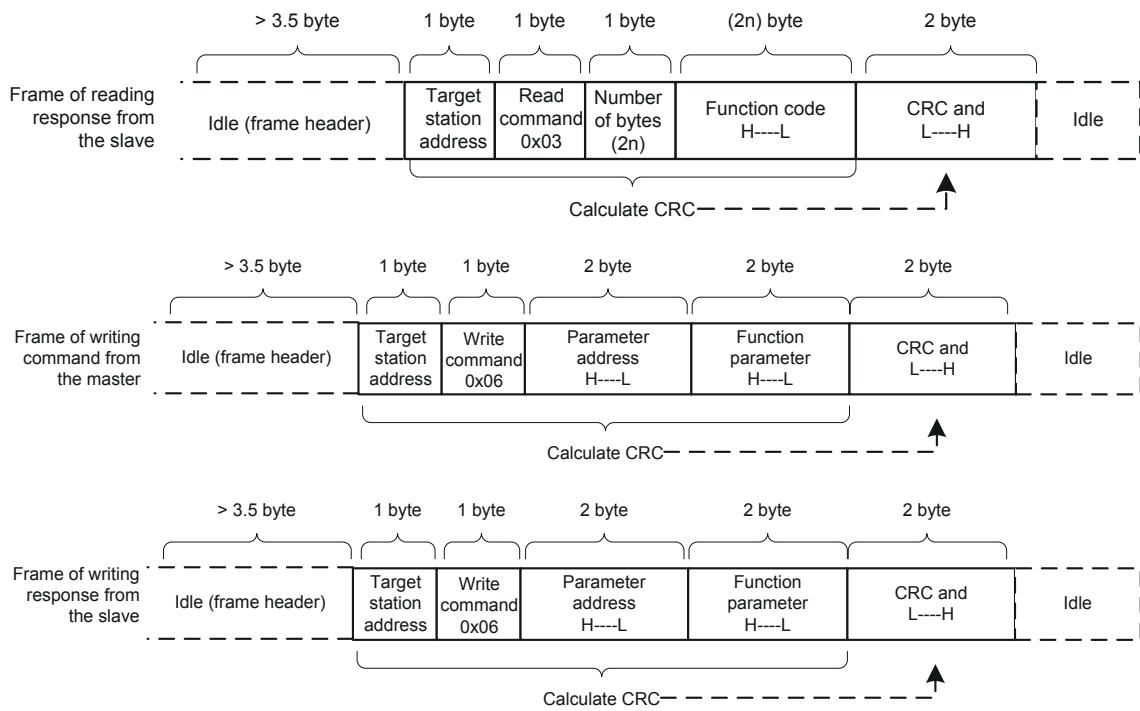 > 3.5 byte
1 byte
1 byte
1 byte
(2n) byte
2 byte
Frame of reading
response from
the slave
Idle (frame header)
Target
station
address
Read
command
0x03
Number
of bytes
(2n)
Function code
H----L
CRC and
L----H
Idle
Calculate CRC
> 3.5 byte
1 byte
1 byte
2 byte
2 byte
2 byte
Frame of writing
command from
the master
Idle (frame header)
Target
station
address
Write
command
0x06
Parameter
address
H----L
Function
parameter
H----L
CRC and
L----H
Idle
Calculate CRC
> 3.5 byte
1 byte
1 byte
2 byte
2 byte
2 byte
Frame of writing
response from
the slave
Idle (frame header)
Target
station
address
Write
command
0x06
Parameter
address
H----L
Function
parameter
H----L
CRC and
L----H
Idle
Calculate CRC